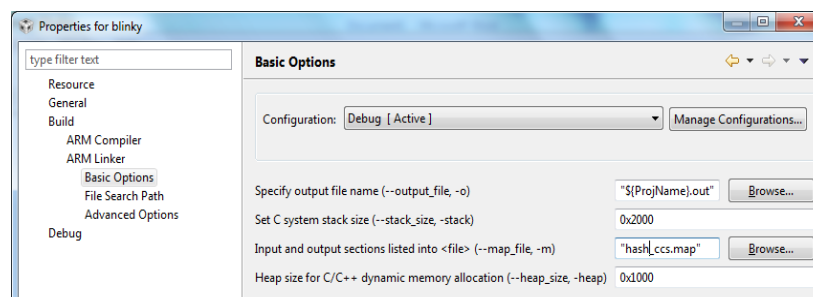 Properties for blinky
type filter text
Resource
General
Build
ARM Compiler
ARM Linker
Basic Options
File Search Path
Advanced Options
Debug
Basic Options
Configuration: Debug [ Active ] Manage Configurations...
Specify output file name (--output_file, -o) "${ProjName}.out" Browse...
Set C system stack size (--stack_size, -stack) 0x2000
Input and output sections listed into <file> (--map_file, -m) "hash_ccs.map" Browse...
Heap size for C/C++ dynamic memory allocation (--heap_size, -heap) 0x1000